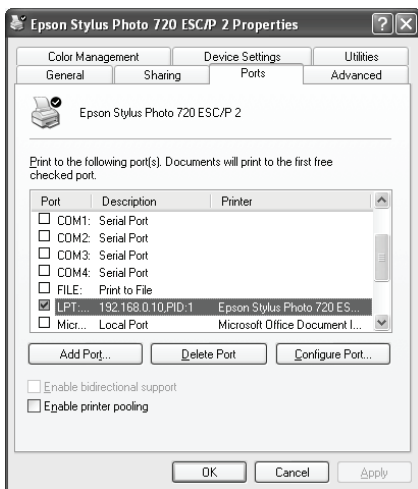 Epson Stylus Photo 720 ESC/P 2 Properties
Color Management Device Settings Utilities
General Sharing Ports Advanced
Epson Stylus Photo 720 ESC/P 2
Print to the following port(s). Documents will print to the first free
checked port.
Port Description Printer
COM1: Serial Port
COM2: Serial Port
COM3: Serial Port
COM4: Serial Port
FILE: Print to File
LPT:... 192.168.0.10,PID:1 Epson Stylus Photo 720 ES...
Micr... Local Port Microsoft Office Document I...
Add Port... Delete Port Configure Port...
Enable bidirectional support
Enable printer pooling
OK Cancel Apply